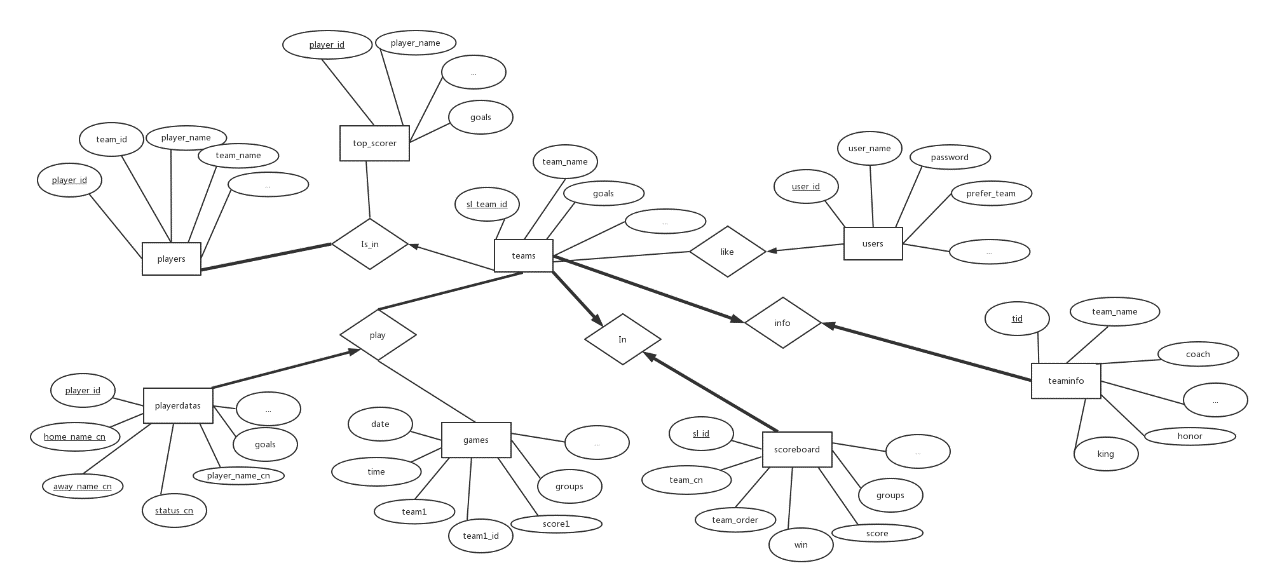 player_id
player_name
...
goals
top_scorer
team_id
player_name
team_name
player_id
...
players
Is_in
team_name
goals
sl_team_id
...
teams
user_name
password
user_id
prefer_team
...
users
like
play
In
info
tid
team_name
coach
...
honor
king
teaminfo
player_id
home_name_cn
away_name_cn
status_cn
player_name_cn
goals
...
playerdatas
date
time
team1
team1_id
score1
groups
...
games
sl_id
team_cn
team_order
win
score
groups
...
scoreboard